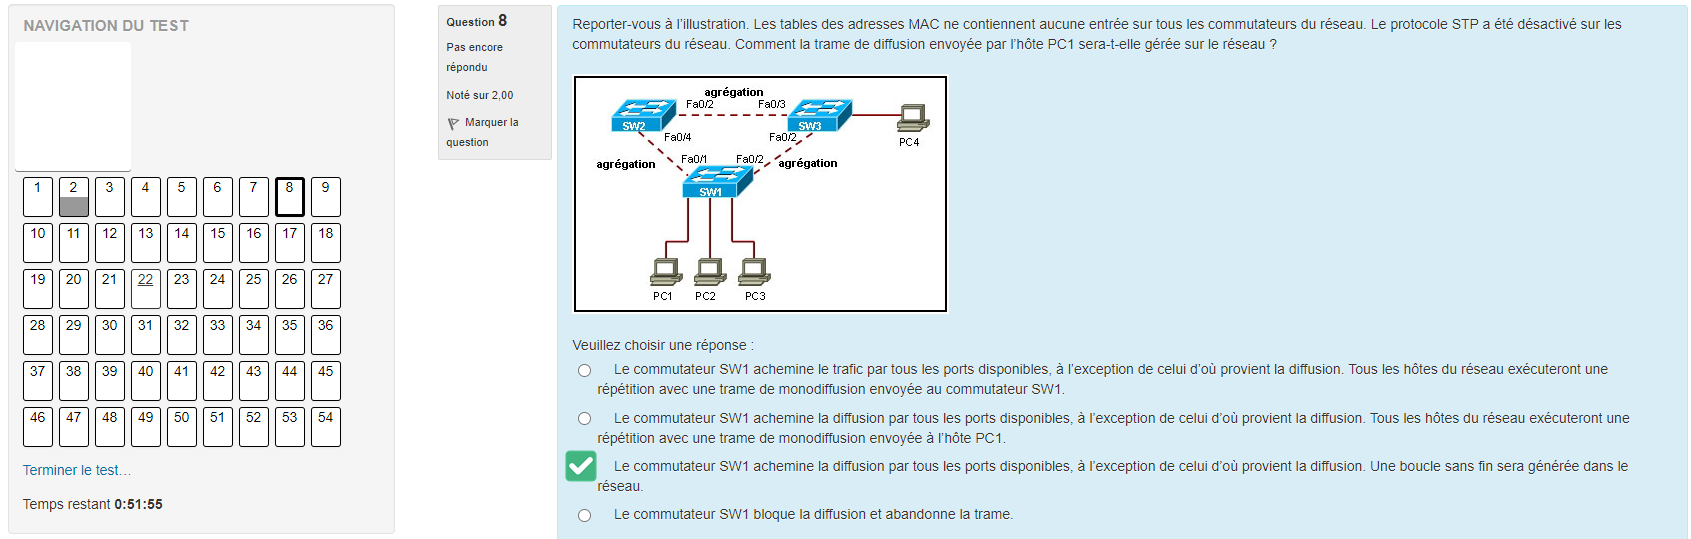 NAVIGATION DU TEST
1 2 3 4 5 6 7 8 9
10 11 12 13 14 15 16 17 18
19 20 21 22 23 24 25 26 27
28 29 30 31 32 33 34 35 36
37 38 39 40 41 42 43 44 45
46 47 48 49 50 51 52 53 54
Terminer le test…
Temps restant 0:51:55
Question 8
Pas encore
répondu
Noté sur 2,00
Marquer la
question
Reporter-vous à l’illustration. Les tables des adresses MAC ne contiennent aucune entrée sur tous les commutateurs du réseau. Le protocole STP a été désactivé sur les
commutateurs du réseau. Comment la trame de diffusion envoyée par l’hôte PC1 sera-t-elle gérée sur le réseau ?
agrégation
Fa0/2 Fa0/3
SW2 SW3
Fa0/4 Fa0/2
PC4
agrégation Fa0/1 Fa0/2 agrégation
SW1
PC1 PC2 PC3
Veuillez choisir une réponse :
Le commutateur SW1 achemine le trafic par tous les ports disponibles, à l’exception de celui d’où provient la diffusion. Tous les hôtes du réseau exécuteront une
répétition avec une trame de monodiffusion envoyée au commutateur SW1.
Le commutateur SW1 achemine la diffusion par tous les ports disponibles, à l’exception de celui d’où provient la diffusion. Tous les hôtes du réseau exécuteront une
répétition avec une trame de monodiffusion envoyée à l’hôte PC1.
Le commutateur SW1 achemine la diffusion par tous les ports disponibles, à l’exception de celui d’où provient la diffusion. Une boucle sans fin sera générée dans le
réseau.
Le commutateur SW1 bloque la diffusion et abandonne la trame.